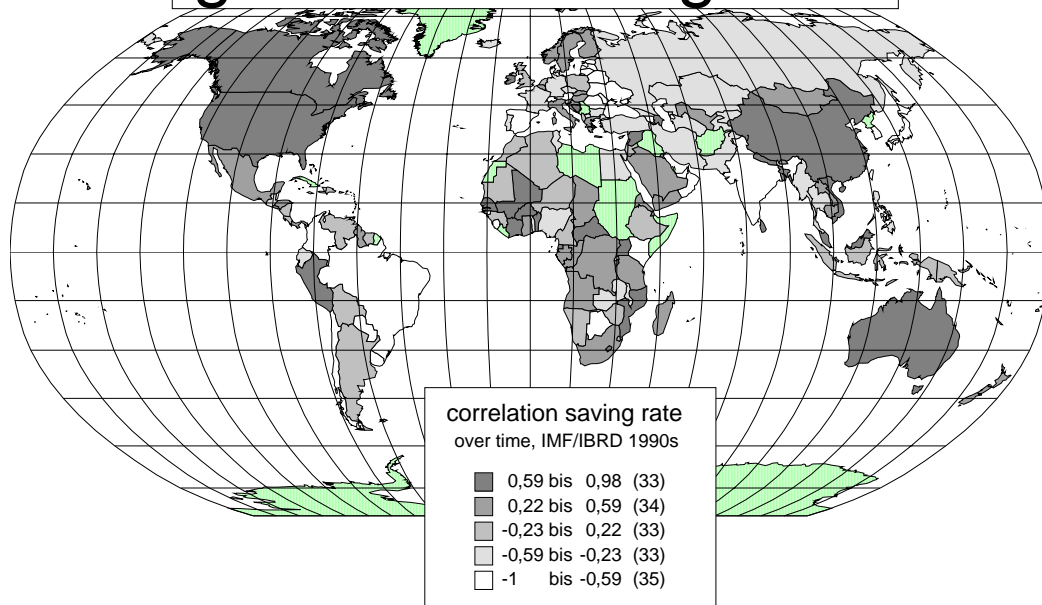 correlation saving rate
over time, IMF/IBRD 1990s
0,59 bis 0,98 (33)
0,22 bis 0,59 (34)
-0,23 bis 0,22 (33)
-0,59 bis -0,23 (33)
-1 bis -0,59 (35)